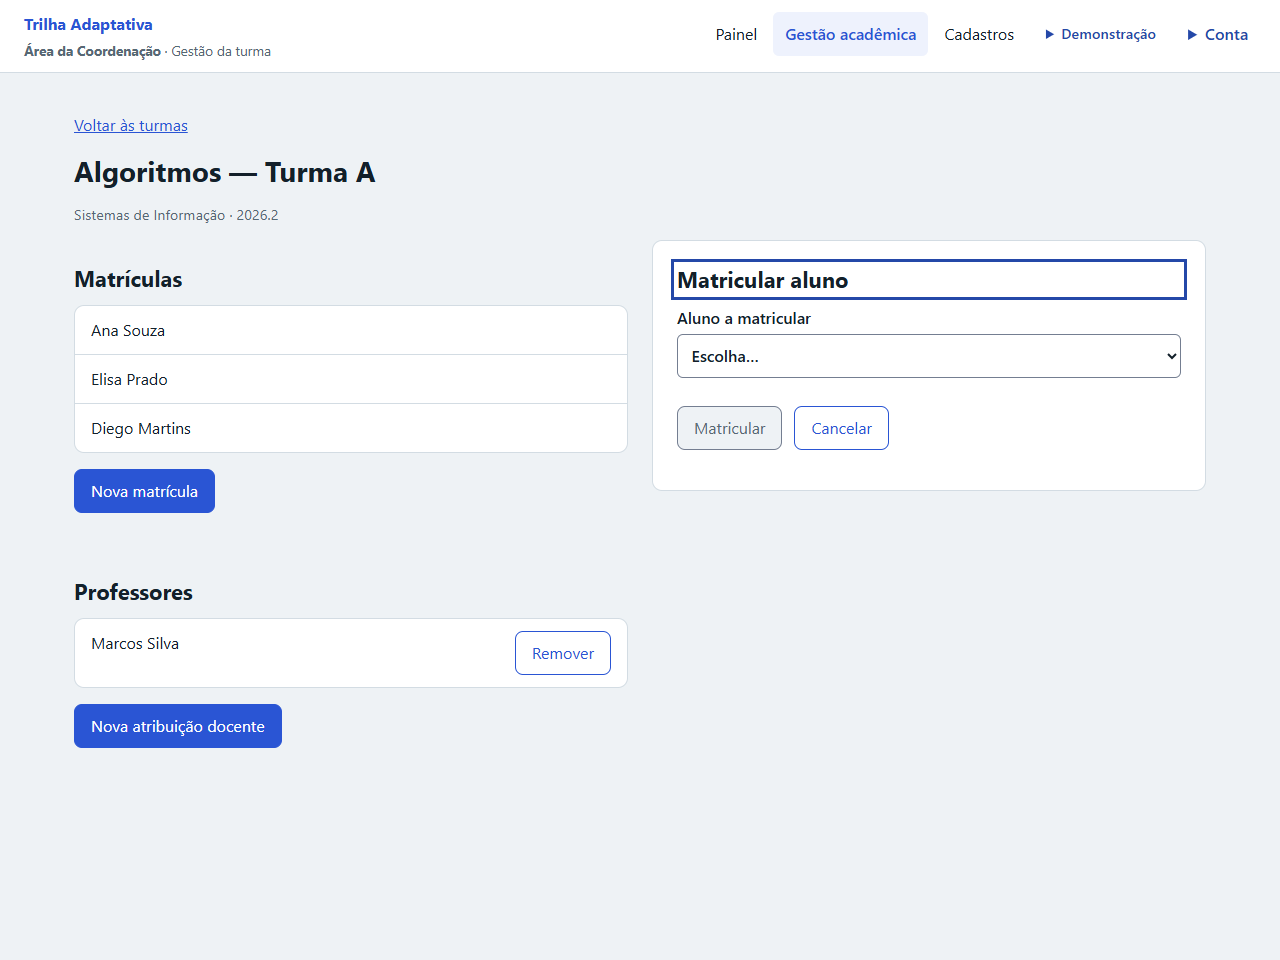 Trilha Adaptativa
Área da Coordenação · Gestão da turma
Painel
Gestão acadêmica
Cadastros
Demonstração
Conta
Voltar às turmas
Algoritmos — Turma A
Sistemas de Informação · 2026.2
Matrículas
Ana Souza
Elisa Prado
Diego Martins
Nova matrícula
Professores
Marcos Silva
Remover
Nova atribuição docente
Matricular aluno
Aluno a matricular
Escolha...
Matricular
Cancelar